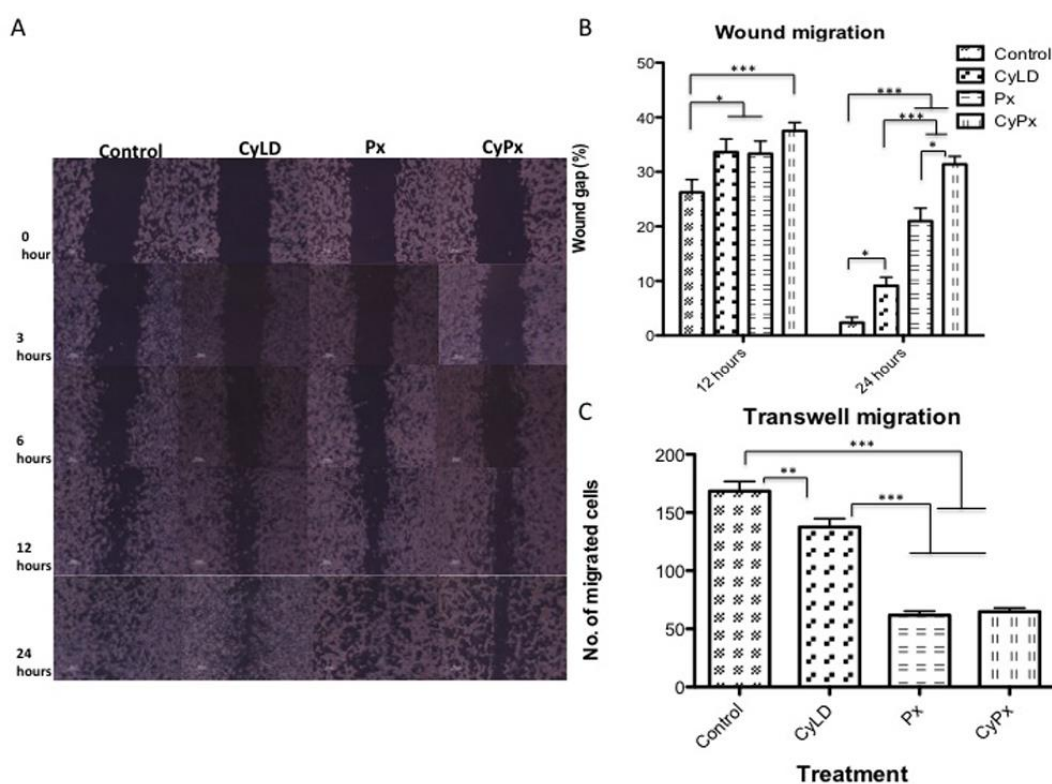 A
Control CyLD Px CyPx
0
hour
3
hours
6
hours
12
hours
24
hours
B
Wound migration
Wound gap (%)
50
40
30
20
10
0
***
*
***
***
*
*
12 hours
24 hours
Control
CyLD
Px
CyPx
C
Transwell migration
No. of migrated cells
200
150
100
50
0
***
**
***
Control
CyLD
Px
CyPx
Treatment